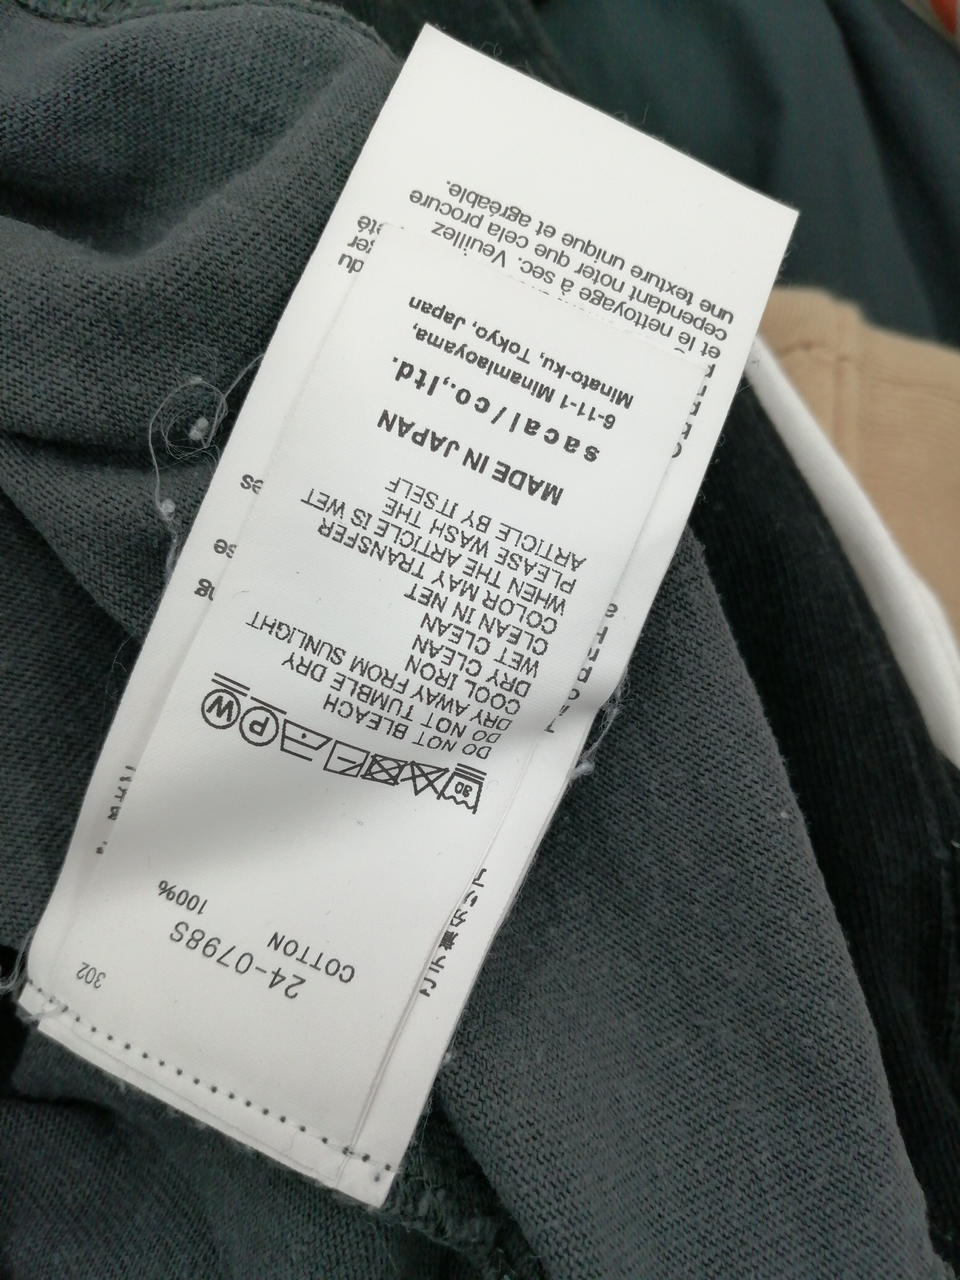 302
24-0798S
COTTON 100%
30
P
W
DO NOT BLEACH
DO NOT TUMBLE DRY
DRY AWAY FROM SUNLIGHT
COOL IRON
DRY CLEAN
WET CLEAN
CLEAN IN NET
COLOR MAY TRANSFER
WHEN THE ARTICLE IS WET
PLEASE WASH THE
ARTICLE BY ITSELF
MADE IN JAPAN
sacai/co.,ltd.
6-11-1 Minamiaoyama,
Minato-ku, Tokyo, Japan
et le nettoyage à sec. Veuillez
cependant noter que cela procure
une texture unique et agréable.